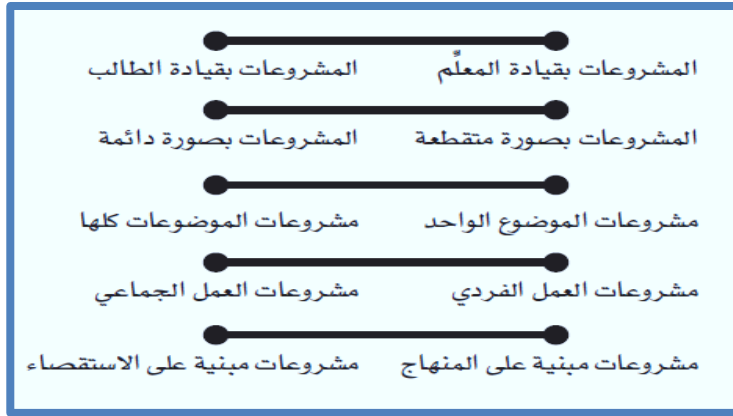 المشروعات بقيادة المعلِّم المشروعات بقيادة الطالب
المشروعات بصورة متقطعة المشروعات بصورة دائمة
مشروعات الموضوع الواحد مشروعات الموضوعات كلها
مشروعات العمل الفردي مشروعات العمل الجماعي
مشروعات مبنية على المنهاج مشروعات مبنية على الاستقصاء